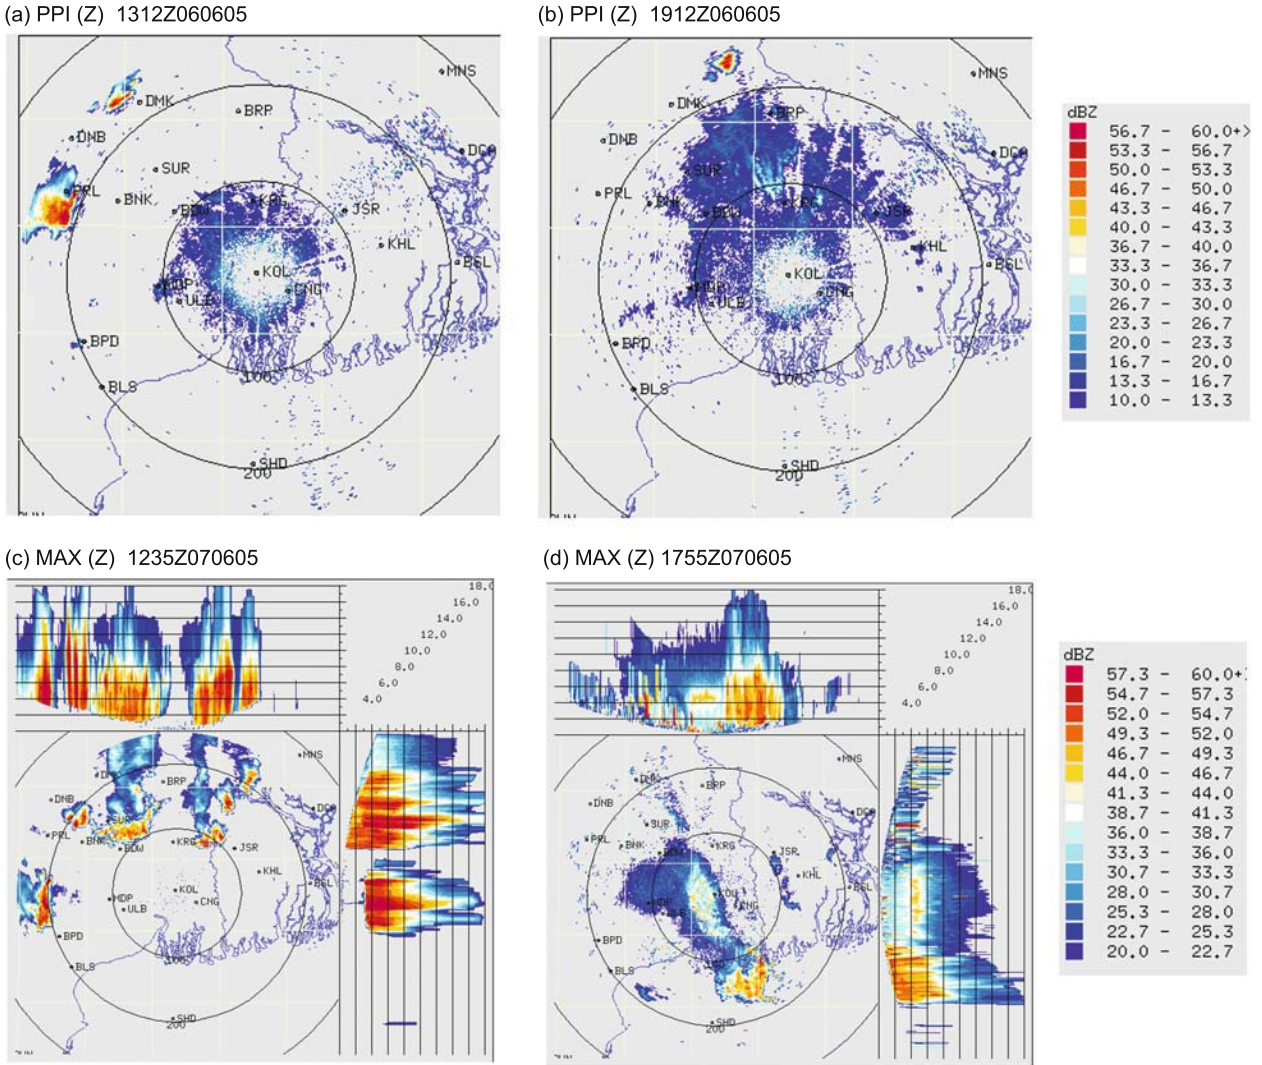 (a) PPI (Z) 1312Z060605
(b) PPI (Z) 1912Z060605
MNS
DMK
BRP
DNB
DCA
SUR
PRL
BNK
BDW
KRG
JSR
KHL
KOL
BSL
MDP
CNG
ULB
BPD
100
BLS
SHD
200
MNS
DMK
BRP
DNB
DCA
SUR
PRL
BNK
BDW
KRG
JSR
KHL
KOL
BSL
MDP
CNG
ULB
BPD
100
BLS
SHD
200
dBZ
56.7 - 60.0+>
53.3 - 56.7
50.0 - 53.3
46.7 - 50.0
43.3 - 46.7
40.0 - 43.3
36.7 - 40.0
33.3 - 36.7
30.0 - 33.3
26.7 - 30.0
23.3 - 26.7
20.0 - 23.3
16.7 - 20.0
13.3 - 16.7
10.0 - 13.3
(c) MAX (Z) 1235Z070605
(d) MAX (Z) 1755Z070605
18.0
16.0
14.0
12.0
10.0
8.0
6.0
4.0
MNS
BRP
DNB
DCA
SUR
PRL
BNK
BDW
KRG
JSR
KHL
KOL
BSL
MDP
CNG
ULB
BPD
100
BLS
SHD
200
18.0
16.0
14.0
12.0
10.0
8.0
6.0
4.0
MNS
DMK
BRP
DNB
DCA
SUR
PRL
BNK
KRG
JSR
KHL
KOL
BSL
MDP
CNG
ULB
BPD
100
BLS
SHD
200
dBZ
57.3 - 60.0+
54.7 - 57.3
52.0 - 54.7
49.3 - 52.0
46.7 - 49.3
44.0 - 46.7
41.3 - 44.0
38.7 - 41.3
36.0 - 38.7
33.3 - 36.0
30.7 - 33.3
28.0 - 30.7
25.3 - 28.0
22.7 - 25.3
20.0 - 22.7